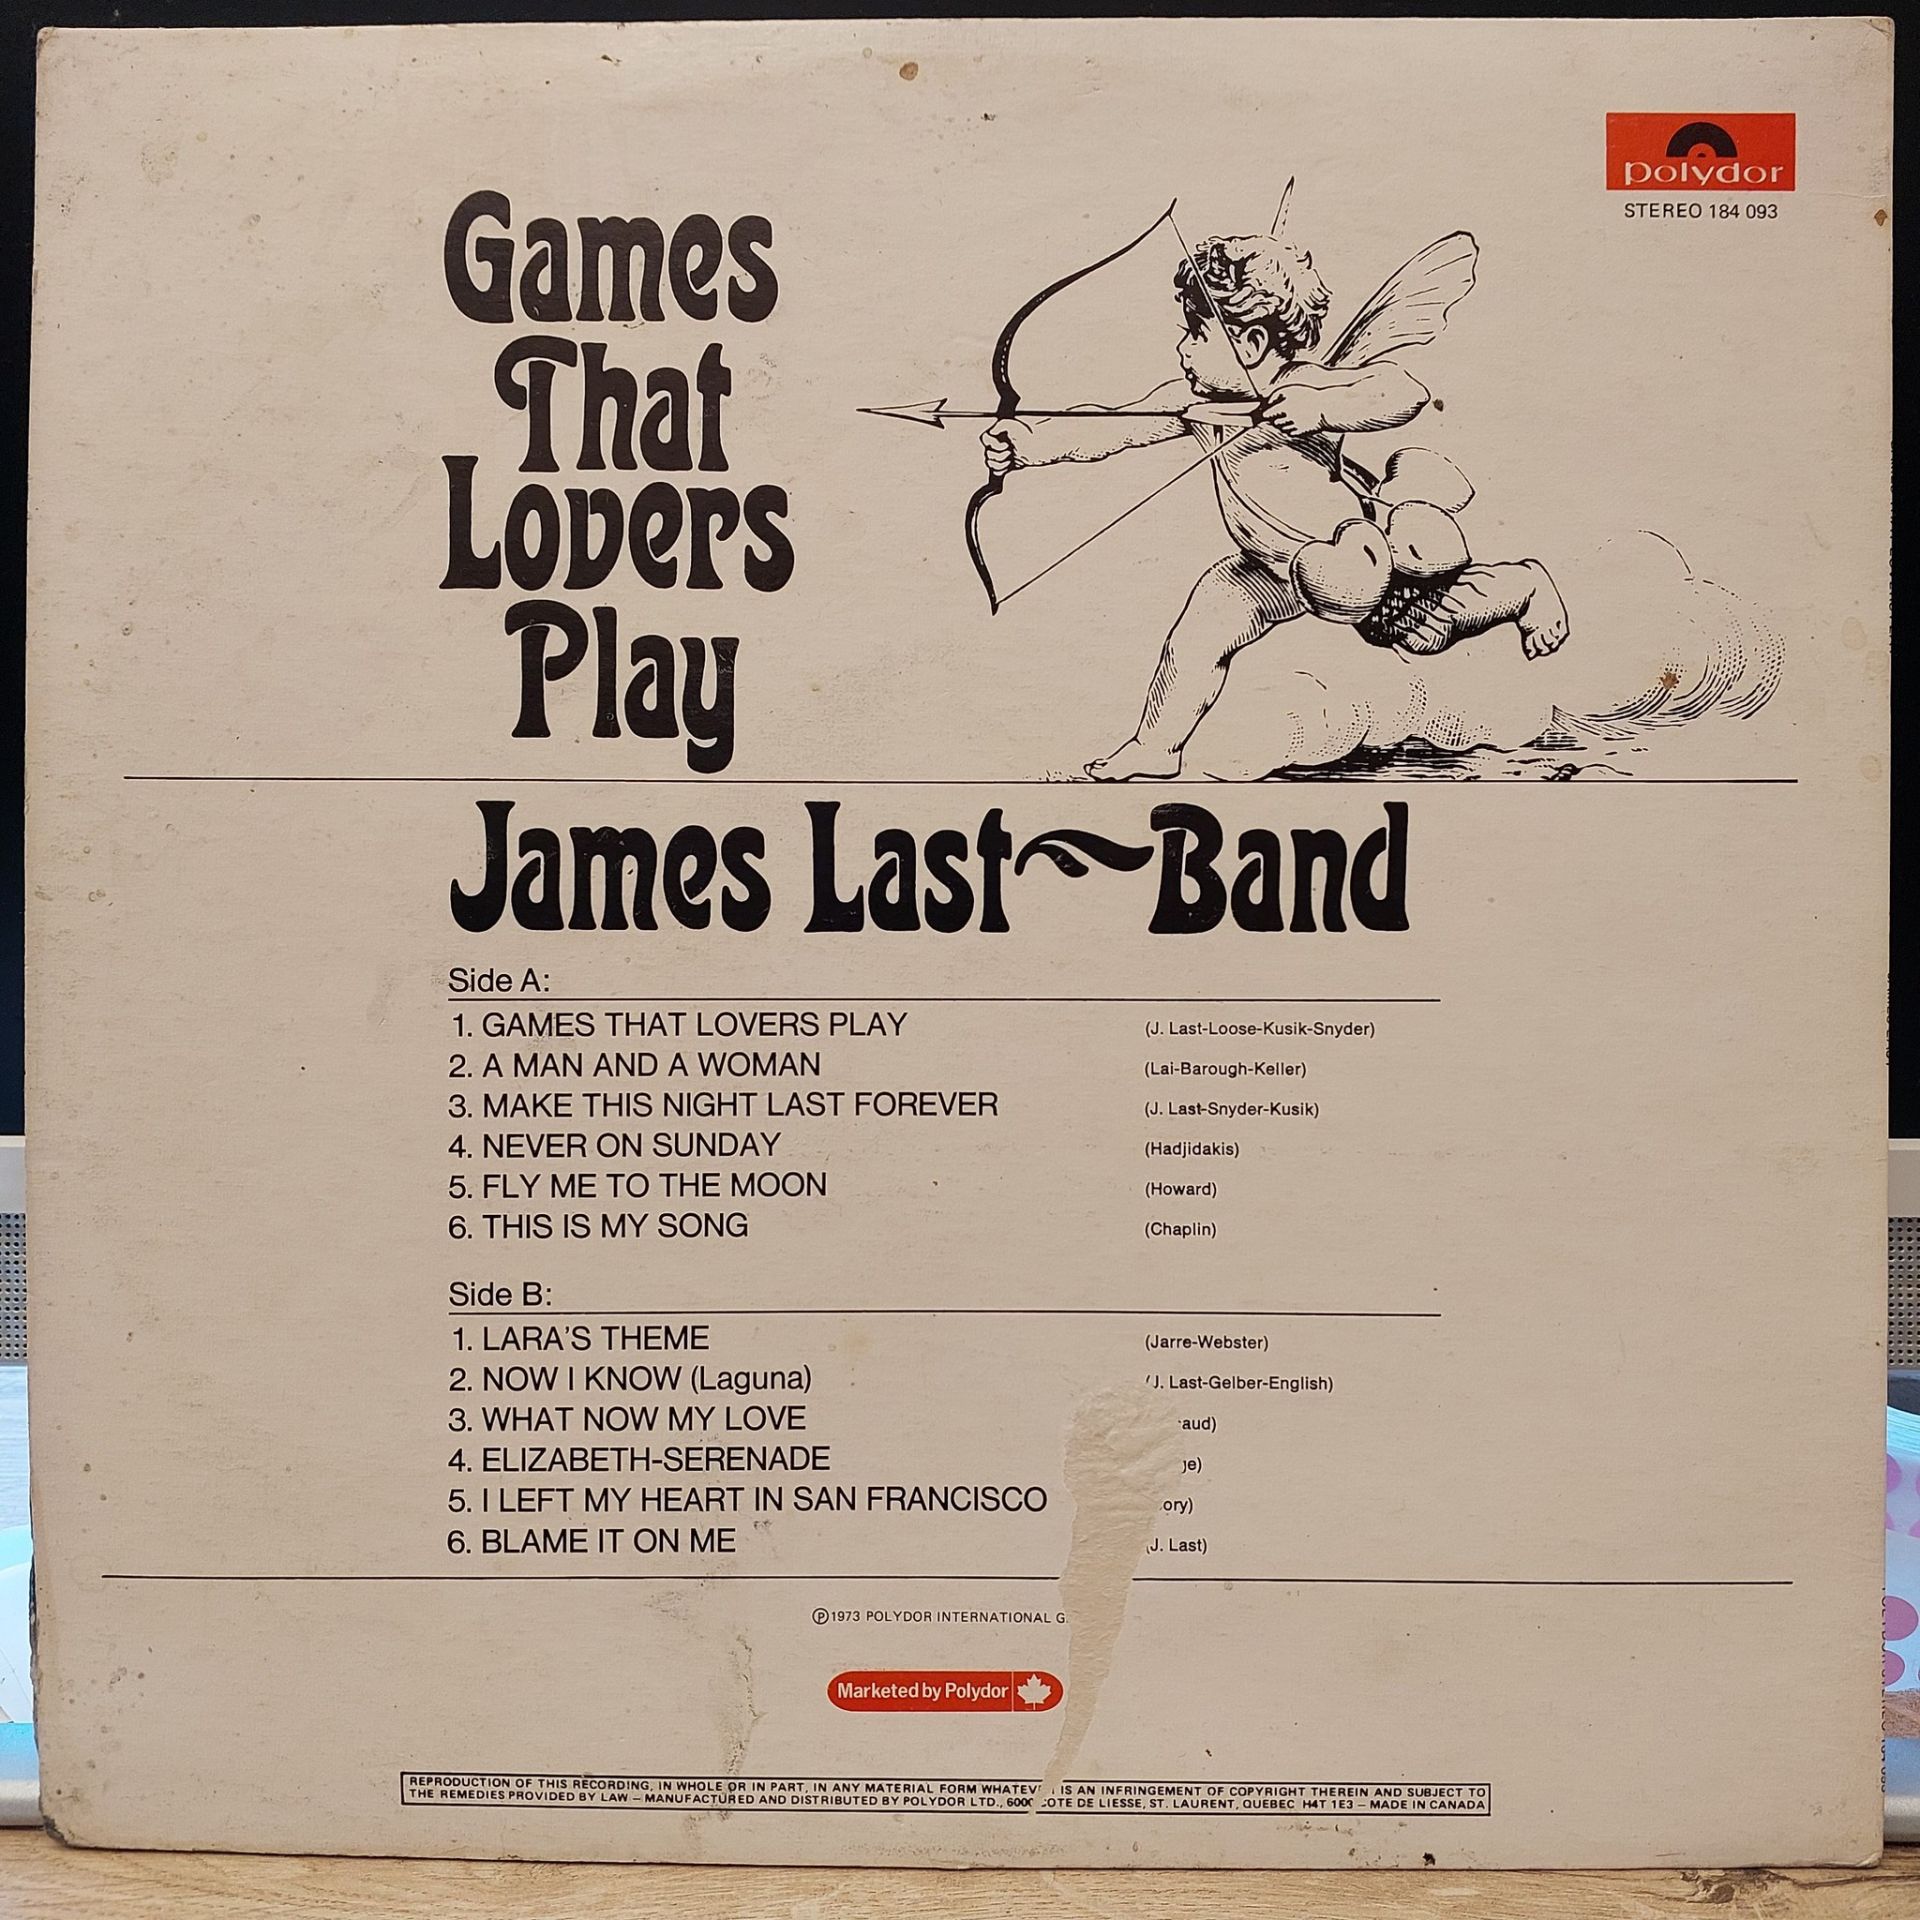 polydor
STEREO 184 093
Games
That
Lovers
Play
James Last Band
Side A:
1. GAMES THAT LOVERS PLAY (J. Last-Loose-Kusik-Snyder)
2. A MAN AND A WOMAN (Lai-Barough-Keller)
3. MAKE THIS NIGHT LAST FOREVER (J. Last-Snyder-Kusik)
4. NEVER ON SUNDAY (Hadjidakis)
5. FLY ME TO THE MOON (Howard)
6. THIS IS MY SONG (Chaplin)
Side B:
1. LARA'S THEME (Jarre-Webster)
2. NOW I KNOW (Laguna) (J. Last-Gelber-English)
3. WHAT NOW MY LOVE
4. ELIZABETH-SERENADE
5. I LEFT MY HEART IN SAN FRANCISCO
6. BLAME IT ON ME (J. Last)
Ⓟ1973 POLYDOR INTERNATIONAL
Marketed by Polydor
REPRODUCTION OF THIS RECORDING, IN WHOLE OR IN PART, IN ANY MATERIAL FORM IS AN INFRINGEMENT OF COPYRIGHT THEREIN AND SUBJECT TO
THE REMEDIES PROVIDED BY LAW – MANUFACTURED AND DISTRIBUTED BY POLYDOR LTD., DE LIESSE, ST. LAURENT, QUEBEC H4T 1E3 – MADE IN CANADA